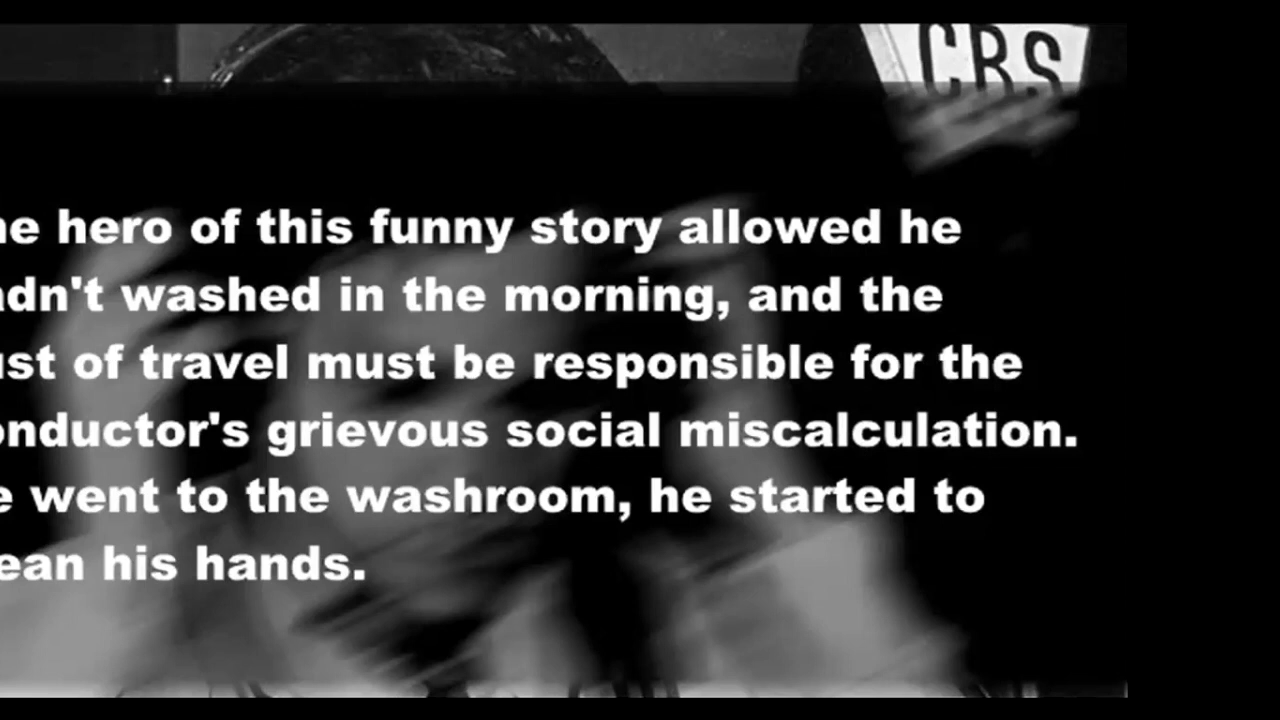 CBS
he hero of this funny story allowed he
adn't washed in the morning, and the
ust of travel must be responsible for the
onductor's grievous social miscalculation.
e went to the washroom, he started to
ean his hands.